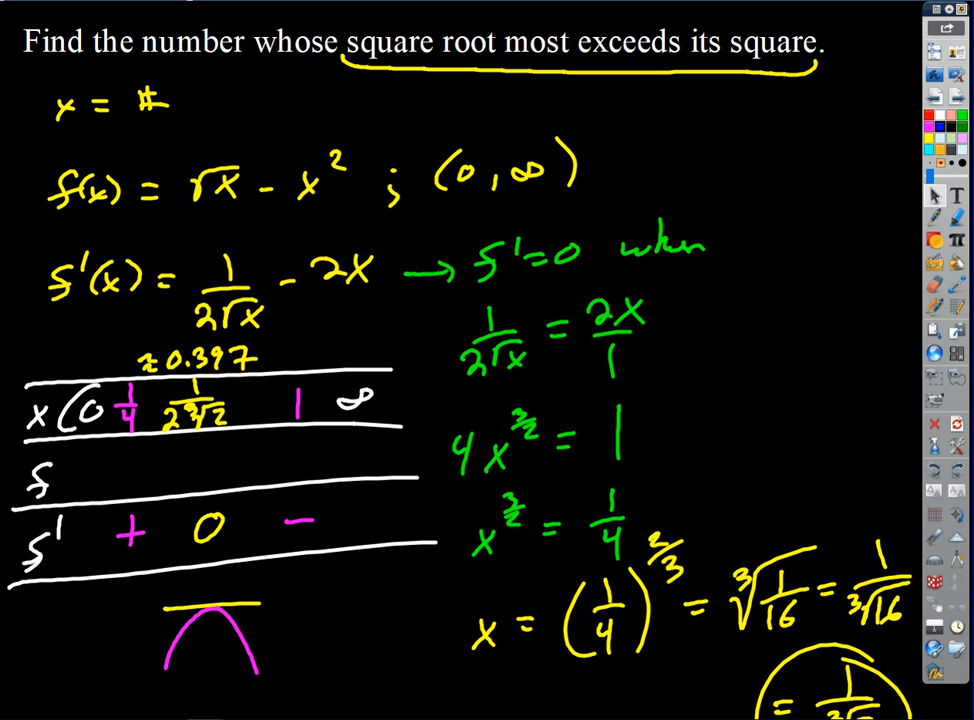 Find the number whose square root most exceeds its square.
x = #
f(x) = √x - x² ; (0, ∞)
f'(x) = 1/(2√x) - 2x → f' = 0 when
1/(2√x) = 2x/1
≈ 0.397
x (0 1/4 1/(2∛2) 1 ∞
4x^(3/2) = 1
f
x^(3/2) = 1/4
f' + 0 -
x = (1/4)^(2/3) = ∛(1/16) = 1/∛16
= 1
T
π